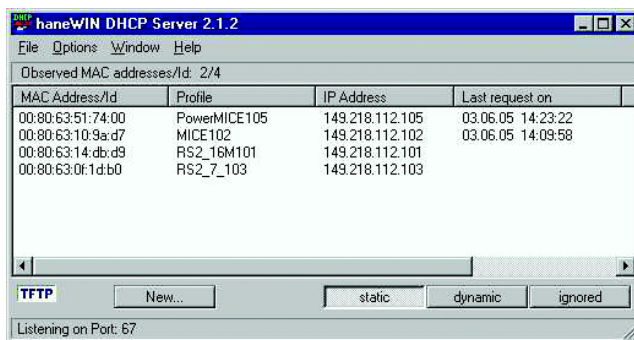 haneWIN DHCP Server 2.1.2
File Options Window Help
Observed MAC addresses/Id: 2/4
MAC Address/Id Profile IP Address Last request on
00:80:63:51:74:00 PowerMICE105 149.218.112.105 03.06.05 14:23:22
00:80:63:10:9a:d7 MICE102 149.218.112.102 03.06.05 14:09:58
00:80:63:14:db:d9 RS2_16M101 149.218.112.101
00:80:63:0f:1d:b0 RS2_7_103 149.218.112.103
TFTP New... static dynamic ignored
Listening on Port: 67